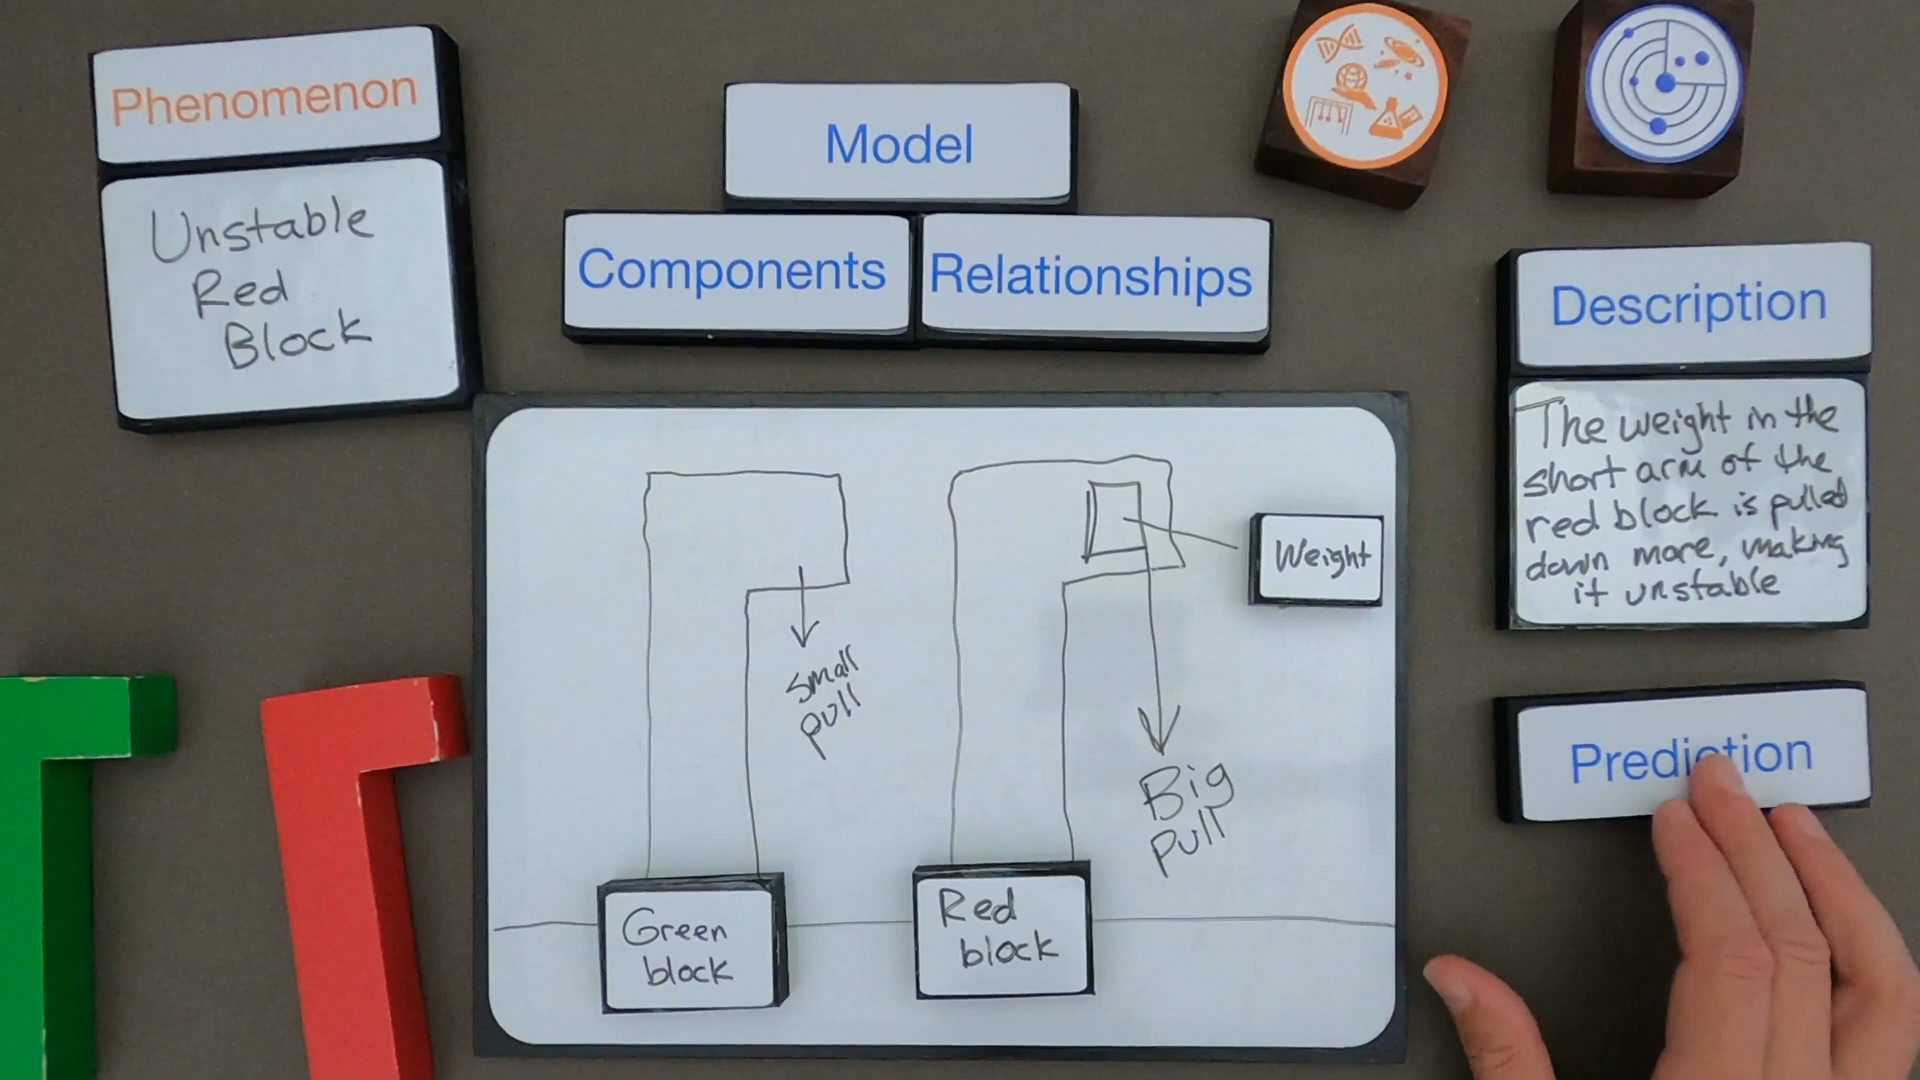 Phenomenon
Unstable
Red
Block
Model
Components
Relationships
Weight
Small
pull
Big
pull
Green
block
Red
block
Description
The weight in the
short arm of the
red block is pulled
down more, making
it unstable
Prediction